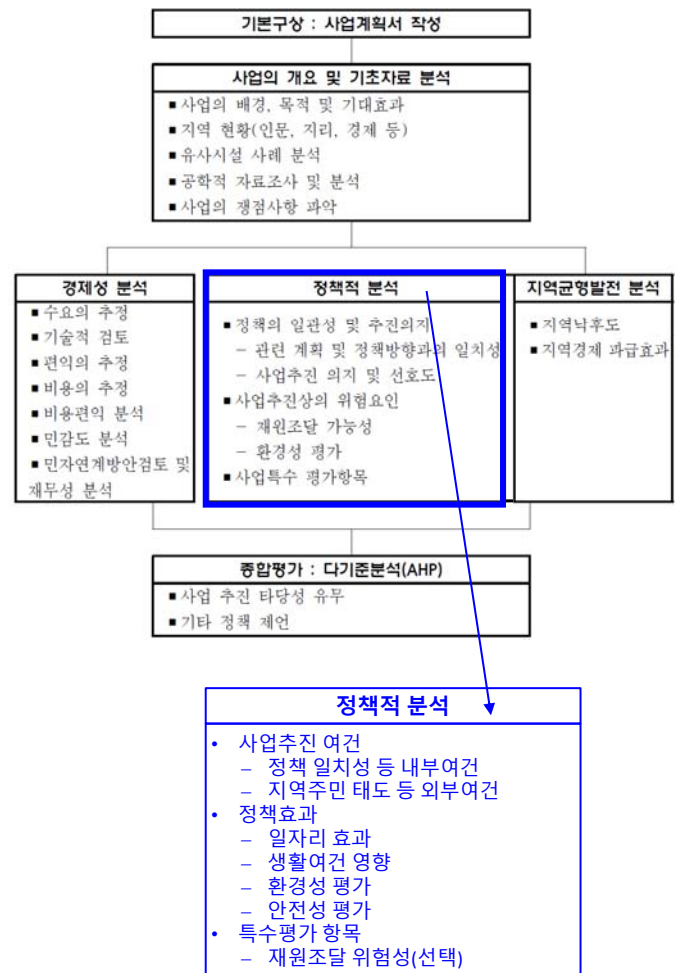 기본구상 : 사업계획서 작성
사업의 개요 및 기초자료 분석
■ 사업의 배경, 목적 및 기대효과
■ 지역 현황(인문, 지리, 경제 등)
■ 유사시설 사례 분석
■ 공학적 자료조사 및 분석
■ 사업의 쟁점사항 파악
경제성 분석
■ 수요의 추정
■ 기술적 검토
■ 편익의 추정
■ 비용의 추정
■ 비용편익 분석
■ 민감도 분석
■ 민자연계방안검토 및
재무성 분석
정책적 분석
■ 정책의 일관성 및 추진의지
– 관련 계획 및 정책방향과의 일치성
– 사업추진 의지 및 선호도
■ 사업추진상의 위험요인
– 재원조달 가능성
– 환경성 평가
■ 사업특수 평가항목
지역균형발전 분석
■ 지역낙후도
■ 지역경제 파급효과
종합평가 : 다기준분석(AHP)
■ 사업 추진 타당성 유무
■ 기타 정책 제언
정책적 분석
• 사업추진 여건
– 정책 일치성 등 내부여건
– 지역주민 태도 등 외부여건
• 정책효과
– 일자리 효과
– 생활여건 영향
– 환경성 평가
– 안전성 평가
• 특수평가 항목
– 재원조달 위험성(선택)